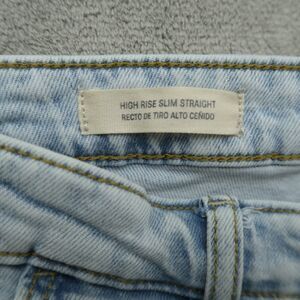 HIGH RISE SLIM STRAIGHT
RECTO DE TIRO ALTO CEÑIDO